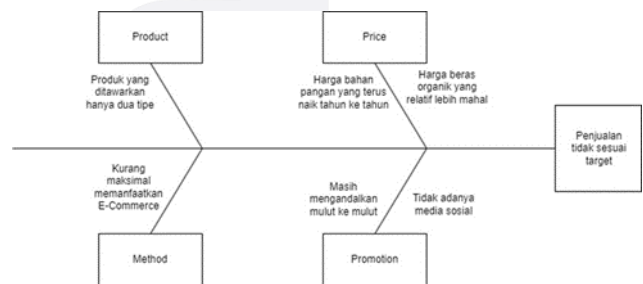 Product
Price
Produk yang
ditawarkan
hanya dua tipe
Harga bahan
pangan yang terus
naik tahun ke tahun
Harga beras
organik yang
relatif lebih mahal
Penjualan
tidak sesuai
target
Kurang
maksimal
memanfaatkan
E-Commerce
Masih
mengandalkan
mulut ke mulut
Tidak adanya
media sosial
Method
Promotion